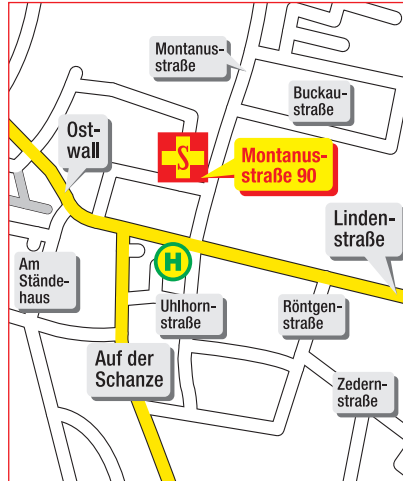 Montanus-
straße
Buckau-
straße
Ost-
wall
S
Montanus-
straße 90
Linden-
straße
Am
Stände-
haus
H
Uhlhorn-
straße
Röntgen-
straße
Auf der
Schanze
Zedern-
straße